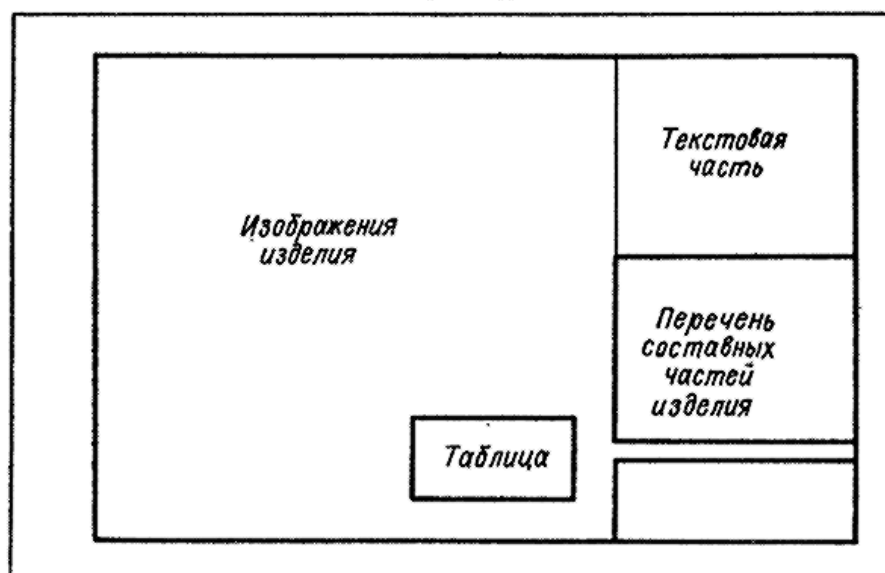 Изображения
изделия
Текстовая
часть
Перечень
составных
частей
изделия
Таблица